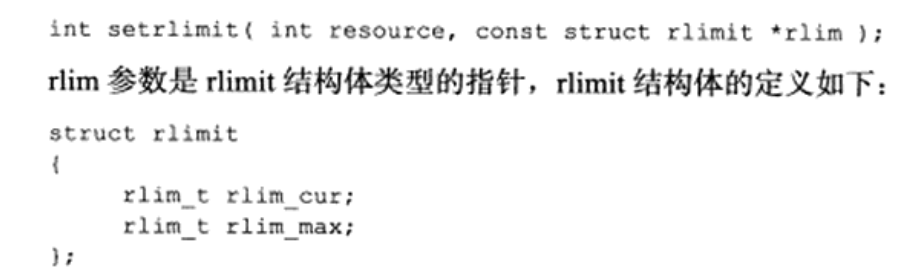 int setrlimit( int resource, const struct rlimit *rlim );
rlim 参数是 rlimit 结构体类型的指针，rlimit 结构体的定义如下：
struct rlimit
{
rlim_t rlim_cur;
rlim_t rlim_max;
};